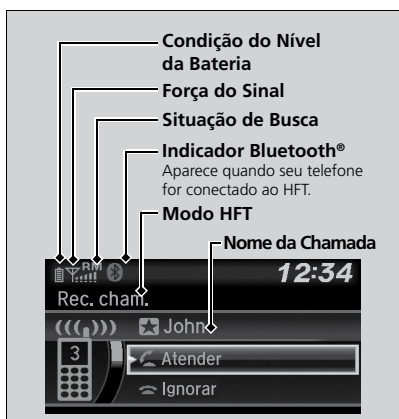 Condição do Nível
da Bateria
Força do Sinal
Situação de Busca
Indicador Bluetooth®
Aparece quando seu telefone
for conectado ao HFT.
Modo HFT
Nome da Chamada
RM
12:34
Rec. cham.
John
3
Atender
Ignorar